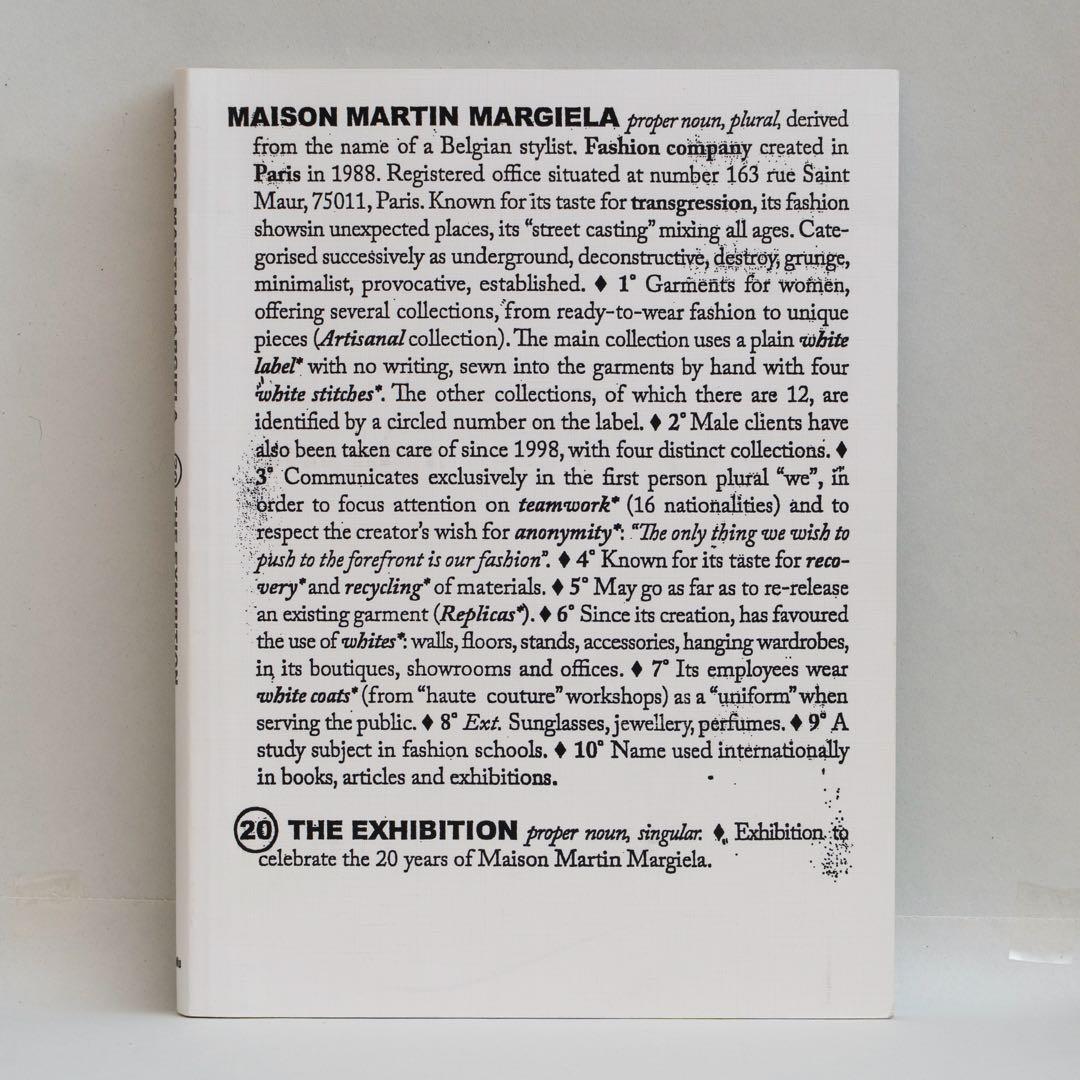 MAISON MARTIN MARGIELA proper noun, plural, derived
from the name of a Belgian stylist. Fashion company created in
Paris in 1988. Registered office situated at number 163 rue Saint
Maur, 75011, Paris. Known for its taste for transgression, its fashion
showsin unexpected places, its “street casting” mixing all ages. Cate-
gorised successively as underground, deconstructive, destroy, grunge,
minimalist, provocative, established. ♦ 1° Garments for women,
offering several collections, from ready-to-wear fashion to unique
pieces (Artisanal collection). The main collection uses a plain white
label* with no writing, sewn into the garments by hand with four
white stitches*. The other collections, of which there are 12, are
identified by a circled number on the label. ♦ 2° Male clients have
also been taken care of since 1998, with four distinct collections. ♦
3° Communicates exclusively in the first person plural “we”, in
order to focus attention on teamwork* (16 nationalities) and to
respect the creator’s wish for anonymity*: “The only thing we wish to
push to the forefront is our fashion”. ♦ 4° Known for its taste for reco-
very* and recycling* of materials. ♦ 5° May go as far as to re-release
an existing garment (Replicas*). ♦ 6° Since its creation, has favoured
the use of whites*: walls, floors, stands, accessories, hanging wardrobes,
in its boutiques, showrooms and offices. ♦ 7° Its employees wear
white coats* (from “haute couture” workshops) as a “uniform” when
serving the public. ♦ 8° Ext. Sunglasses, jewellery, perfumes. ♦ 9° A
study subject in fashion schools. ♦ 10° Name used internationally
in books, articles and exhibitions.
20 THE EXHIBITION proper noun, singular. ♦ Exhibition to
celebrate the 20 years of Maison Martin Margiela.
MAISON MARTIN MARGIELA 20 THE EXHIBITION